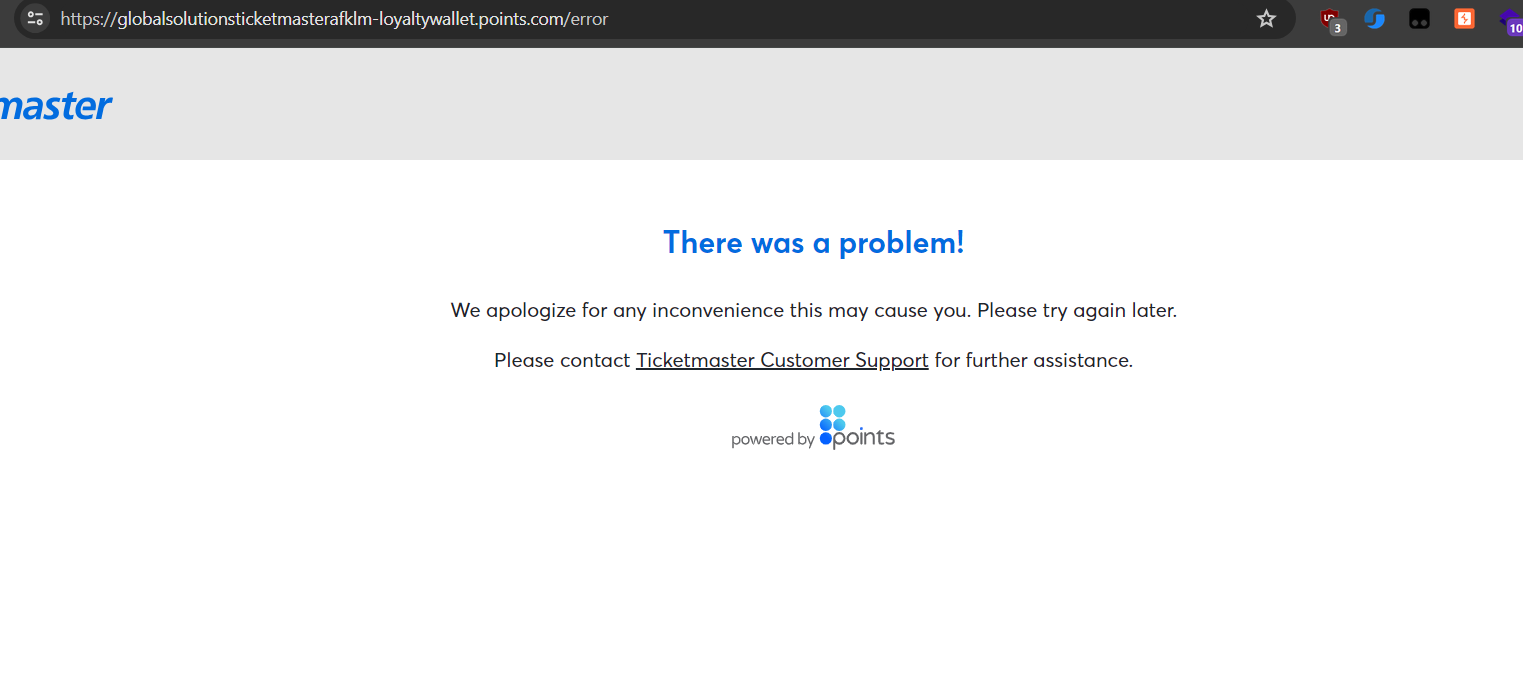 https://globalsolutionsticketmasterafklm-loyaltywallet.points.com/error
3
10
master
There was a problem!
We apologize for any inconvenience this may cause you. Please try again later.
Please contact Ticketmaster Customer Support for further assistance.
powered by points